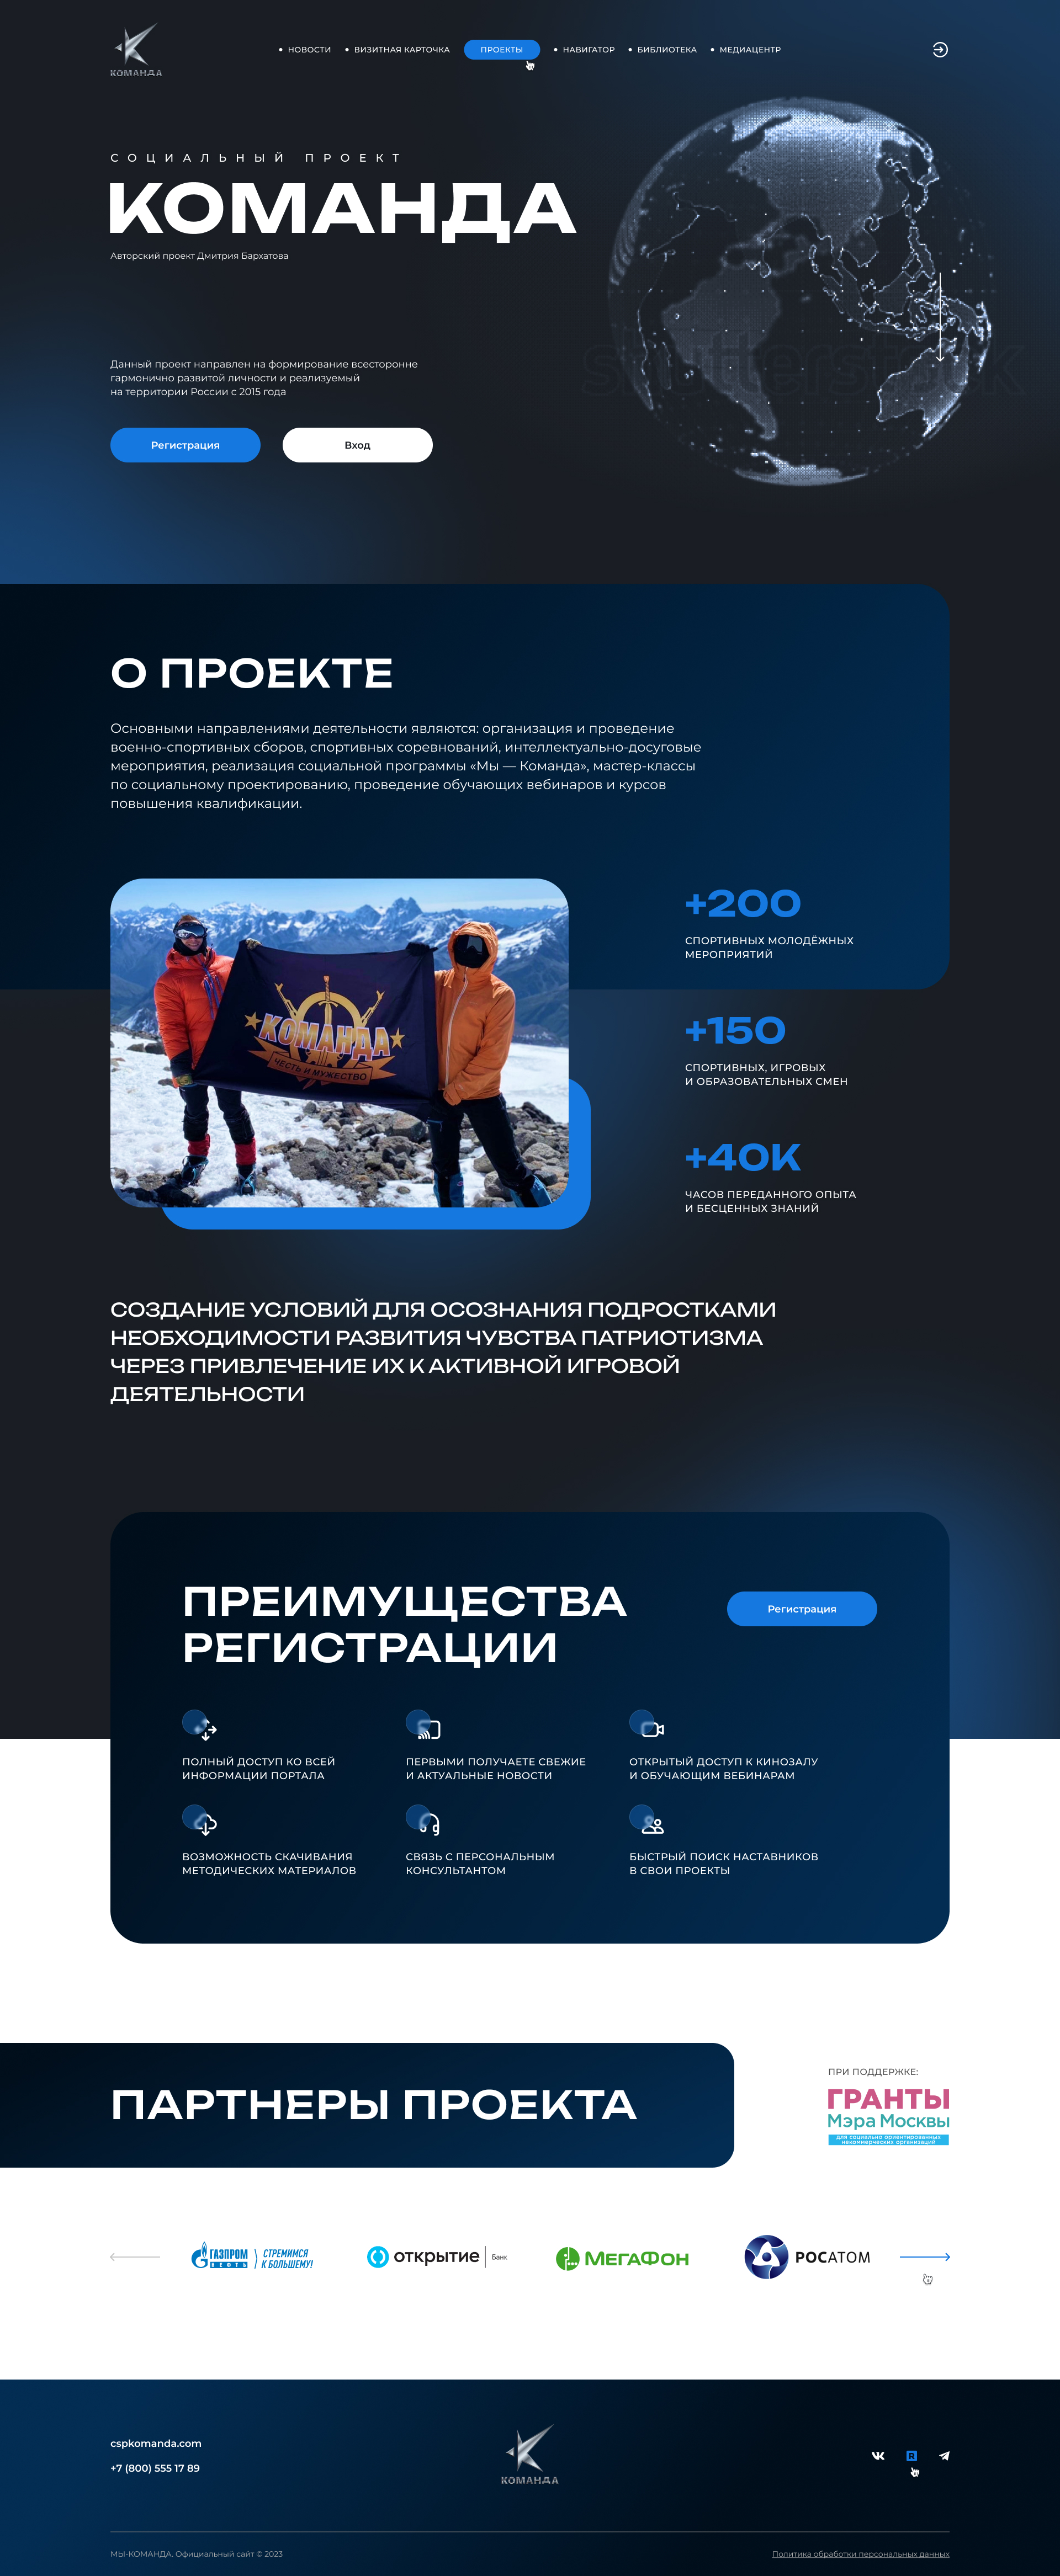 КОМАНДА
НОВОСТИ
ВИЗИТНАЯ КАРТОЧКА
ПРОЕКТЫ
НАВИГАТОР
БИБЛИОТЕКА
МЕДИАЦЕНТР
СОЦИАЛЬНЫЙ ПРОЕКТ
КОМАНДА
Авторский проект Дмитрия Бархатова
Данный проект направлен на формирование всесторонне
гармонично развитой личности и реализуемый
на территории России с 2015 года
Регистрация
Вход
О ПРОЕКТЕ
Основными направлениями деятельности являются: организация и проведение
военно-спортивных сборов, спортивных соревнований, интеллектуально-досуговые
мероприятия, реализация социальной программы «Мы — Команда», мастер-классы
по социальному проектированию, проведение обучающих вебинаров и курсов
повышения квалификации.
КОМАНДА
ЧЕСТЬ И МУЖЕСТВО
+200
СПОРТИВНЫХ МОЛОДЁЖНЫХ
МЕРОПРИЯТИЙ
+150
СПОРТИВНЫХ, ИГРОВЫХ
И ОБРАЗОВАТЕЛЬНЫХ СМЕН
+40K
ЧАСОВ ПЕРЕДАННОГО ОПЫТА
И БЕСЦЕННЫХ ЗНАНИЙ
СОЗДАНИЕ УСЛОВИЙ ДЛЯ ОСОЗНАНИЯ ПОДРОСТКАМИ
НЕОБХОДИМОСТИ РАЗВИТИЯ ЧУВСТВА ПАТРИОТИЗМА
ЧЕРЕЗ ПРИВЛЕЧЕНИЕ ИХ К АКТИВНОЙ ИГРОВОЙ
ДЕЯТЕЛЬНОСТИ
ПРЕИМУЩЕСТВА
РЕГИСТРАЦИИ
Регистрация
ПОЛНЫЙ ДОСТУП КО ВСЕЙ
ИНФОРМАЦИИ ПОРТАЛА
ПЕРВЫМИ ПОЛУЧАЕТЕ СВЕЖИЕ
И АКТУАЛЬНЫЕ НОВОСТИ
ОТКРЫТЫЙ ДОСТУП К КИНОЗАЛУ
И ОБУЧАЮЩИМ ВЕБИНАРАМ
ВОЗМОЖНОСТЬ СКАЧИВАНИЯ
МЕТОДИЧЕСКИХ МАТЕРИАЛОВ
СВЯЗЬ С ПЕРСОНАЛЬНЫМ
КОНСУЛЬТАНТОМ
БЫСТРЫЙ ПОИСК НАСТАВНИКОВ
В СВОИ ПРОЕКТЫ
ПАРТНЕРЫ ПРОЕКТА
ПРИ ПОДДЕРЖКЕ:
ГРАНТЫ
Мэра Москвы
для социально ориентированных
некоммерческих организаций
ГАЗПРОМ
НЕФТЬ
СТРЕМИМСЯ
К БОЛЬШЕМУ!
открытие
Банк
МЕГАФОН
РОСАТОМ
cspkomanda.com
+7 (800) 555 17 89
КОМАНДА
МЫ-КОМАНДА. Официальный сайт © 2023
Политика обработки персональных данных